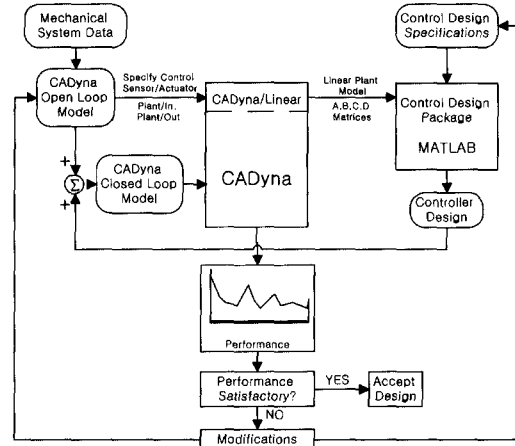 Mechanical
System Data
Control Design
Specifications
CADyna
Open Loop
Model
Specify Control
Sensor/Actuator
Plant/In.
Plant/Out
CADyna/Linear
Linear Plant
Model
A,B,C,D
Matrices
Control Design
Package
MATLAB
+
Σ
+
CADyna
Closed Loop
Model
CADyna
Controller
Design
Performance
Performance
Satisfactory?
YES
Accept
Design
NO
Modifications